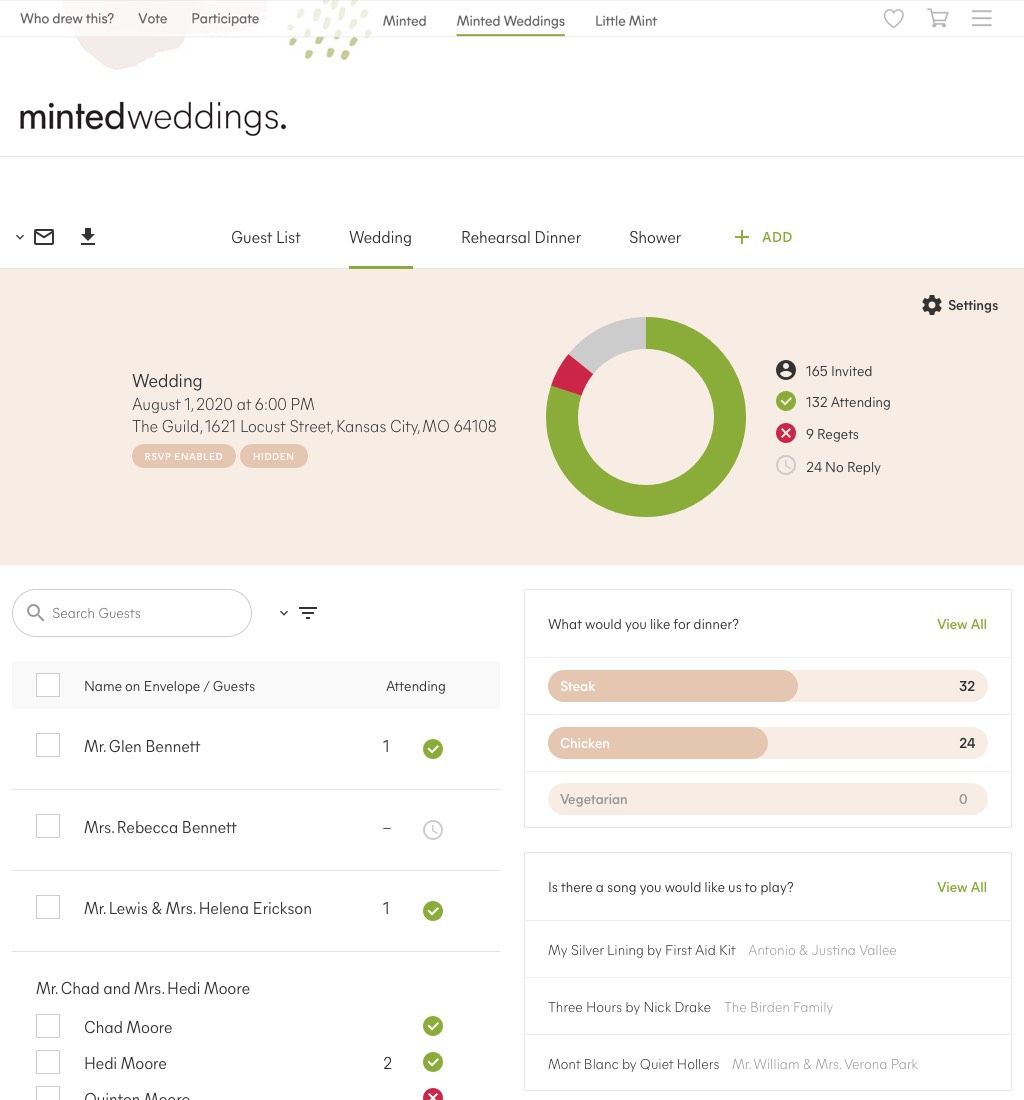 Who drew this? Vote Participate Minted Minted Weddings Little Mint
mintedweddings.
Guest List Wedding Rehearsal Dinner Shower + ADD
Settings
Wedding
August 1, 2020 at 6:00 PM
The Guild, 1621 Locust Street, Kansas City, MO 64108
RSVP ENABLED HIDDEN
165 Invited
132 Attending
9 Regets
24 No Reply
Search Guests
Name on Envelope / Guests Attending
Mr. Glen Bennett 1
Mrs. Rebecca Bennett –
Mr. Lewis & Mrs. Helena Erickson 1
Mr. Chad and Mrs. Hedi Moore
Chad Moore
Hedi Moore 2
Quinton Moore
What would you like for dinner? View All
Steak 32
Chicken 24
Vegetarian 0
Is there a song you would like us to play? View All
My Silver Lining by First Aid Kit Antonio & Justina Vallee
Three Hours by Nick Drake The Birden Family
Mont Blanc by Quiet Hollers Mr. William & Mrs. Verona Park